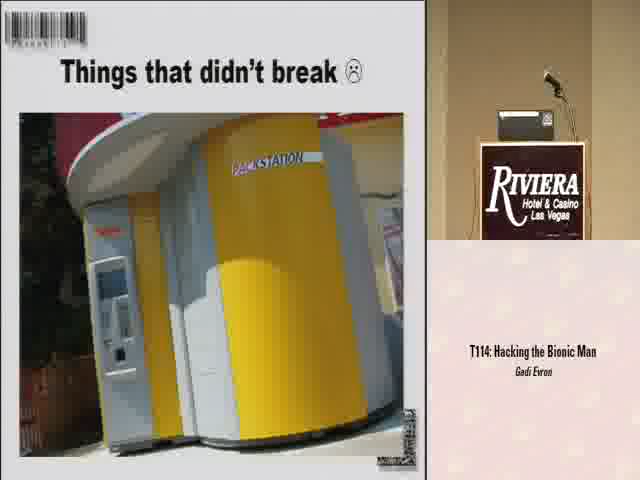 Things that didn't break ☹
PACKSTATION
RIVIERA
Hotel & Casino
Las Vegas
T114: Hacking the Bionic Man
Gadi Evron